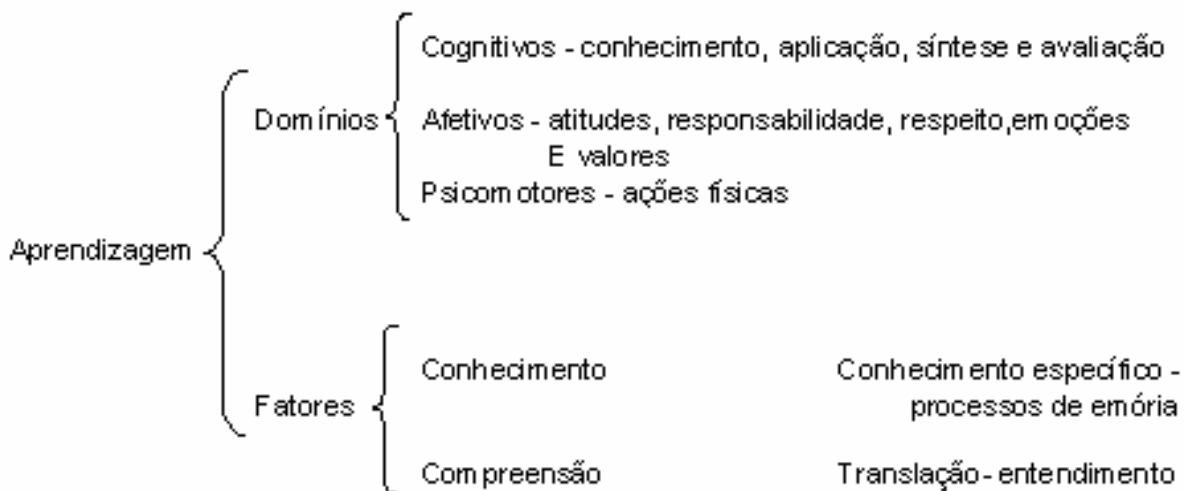 Cognitivos - conhecimento, aplicação, síntese e avaliação
Domínios
Afetivos - atitudes, responsabilidade, respeito,emoções
E valores
Psicomotores - ações físicas
Aprendizagem
Conhecimento
Conhecimento específico -
Fatores
processos de emória
Compreensão
Translação- entendimento